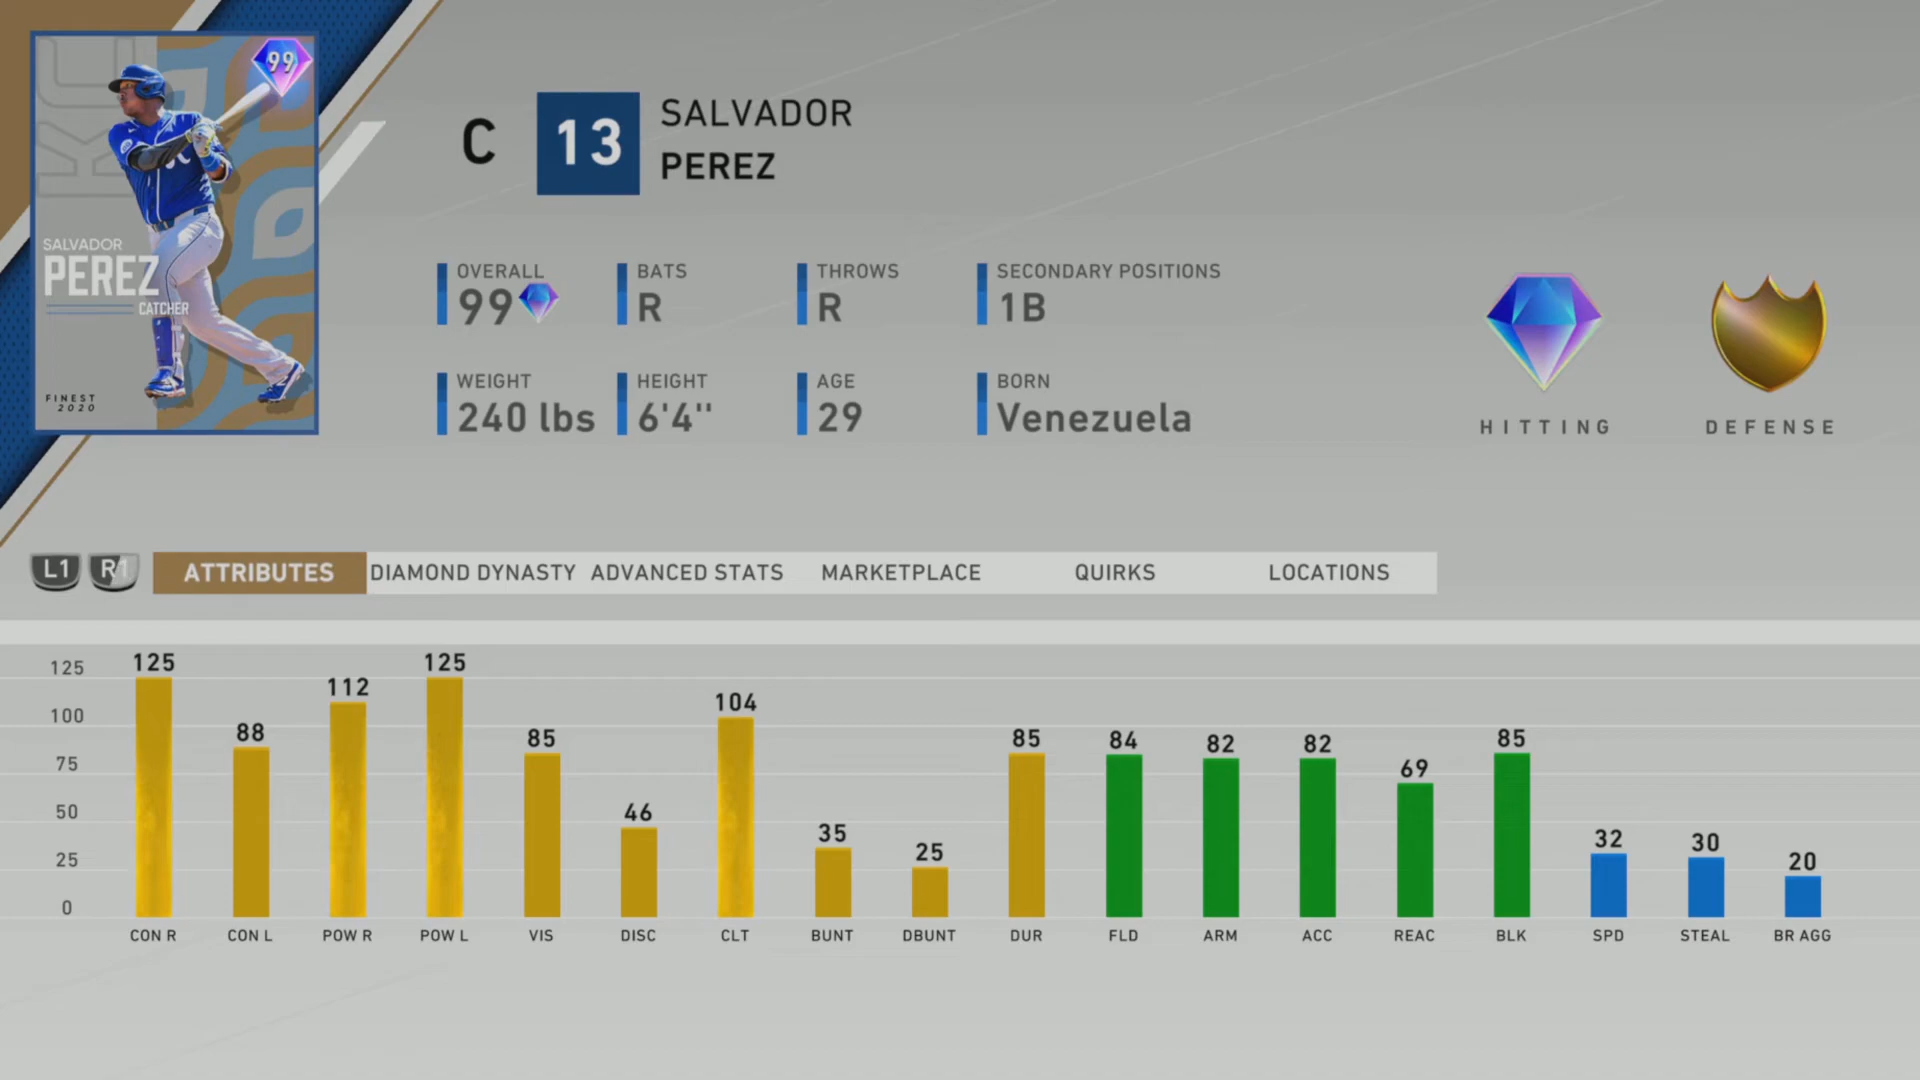 KC
99
SALVADOR
PEREZ
CATCHER
FINEST
2020
C 13 SALVADOR
PEREZ
OVERALL BATS THROWS SECONDARY POSITIONS
99 R R 1B
WEIGHT HEIGHT AGE BORN
240 lbs 6'4'' 29 Venezuela
HITTING DEFENSE
L1 R1 ATTRIBUTES DIAMOND DYNASTY ADVANCED STATS MARKETPLACE QUIRKS LOCATIONS
125 100 75 50 25 0
125 88 112 125 85 46 104 35 25 85 84 82 82 69 85 32 30 20
CON R CON L POW R POW L VIS DISC CLT BUNT DBUNT DUR FLD ARM ACC REAC BLK SPD STEAL BR AGG